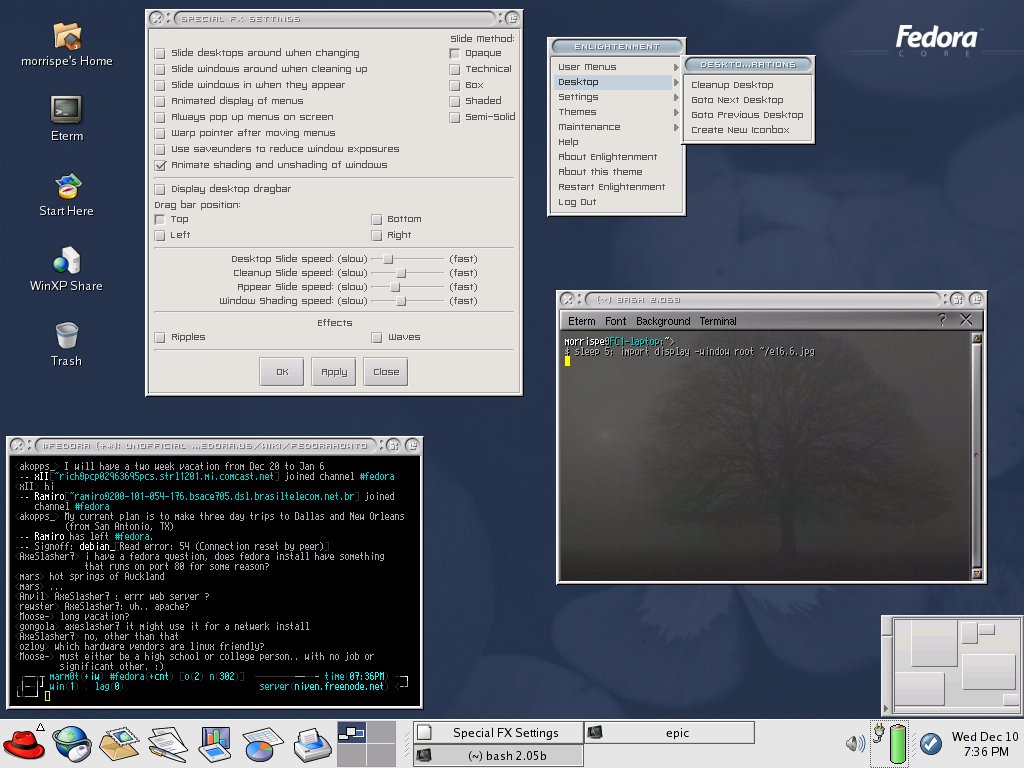 morrispe's Home
Eterm
Start Here
WinXP Share
Trash
SPECIAL FX SETTINGS
Slide Method:
Slide desktops around when changing
Opaque
Slide windows around when cleaning up
Technical
Slide windows in when they appear
Box
Animated display of menus
Shaded
Always pop up menus on screen
Semi-Solid
Warp pointer after moving menus
Use saveunders to reduce window exposures
Animate shading and unshading of windows
Display desktop dragbar
Drag bar position:
Top
Bottom
Left
Right
Desktop Slide speed: (slow) (fast)
Cleanup Slide speed: (slow) (fast)
Appear Slide speed: (slow) (fast)
Window Shading speed: (slow) (fast)
Effects
Ripples
Waves
OK
Apply
Close
ENLIGHTENMENT
User Menus
Desktop
Settings
Themes
Maintenance
Help
About Enlightenment
About this theme
Restart Enlightenment
Log Out
DESKTO...RATIONS
Cleanup Desktop
Goto Next Desktop
Goto Previous Desktop
Create New Iconbox
Fedora
CORE
(~) BASH 2.05B
Eterm Font Background Terminal
? X
morrispe@FC1-laptop:~>
$ sleep 5; import display -window root ~/e16.6.jpg
UNOFFICIAL ...EDORA.US/WIKI/FEDORAHOWTO
<akopps_> I will have a two week vacation from Dec 20 to Jan 6
-- xII[~rich@pcp02963695pcs.strl1201.mi.comcast.net] joined channel #fedora
<xII> hi
-- Ramiro[~ramiro@200-101-054-176.bsace705.dsl.brasiltelecom.net.br] joined
channel #fedora
<akopps_> My current plan is to make three day trips to Dallas and New Orleans
(from San Antonio, TX)
-- Ramiro has left #fedora.
-- Signoff: debian_[Read error: 54 (Connection reset by peer)]
<AxeSlasher7> i have a fedora question, does fedora install have something
that runs on port 80 for some reason?
<mars> hot springs of Auckland
<mars> ...
<Anvil> AxeSlasher7 : err web server ?
<rewster> AxeSlasher7: uh.. apache?
<Moose-> long vacation?
<gongola> axeslasher7 it might use it for a netwerk install
<AxeSlasher7> no, other than that
<ozloy> which hardware vendors are linux friendly?
<Moose-> must either be a high school or college person.. with no job or
significant other. :)
marm0t(+iw) #fedora(+cnt) [o(2) n(302)] time(07:36PM)
win(1) . lag(0) server(niven.freenode.net)
Special FX Settings
epic
(~) bash 2.05b
Wed Dec 10
7:36 PM